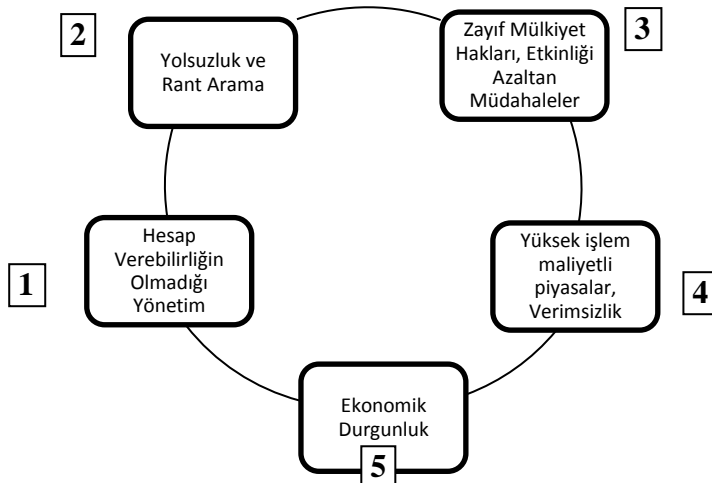 2
Yolsuzluk ve
Rant Arama
3
Zayıf Mülkiyet
Hakları, Etkinliği
Azaltan
Müdahaleler
1
Hesap
Verebilirliğin
Olmadığı
Yönetim
Yüksek işlem
maliyetli
piyasalar,
Verimsizlik
4
Ekonomik
Durgunluk
5